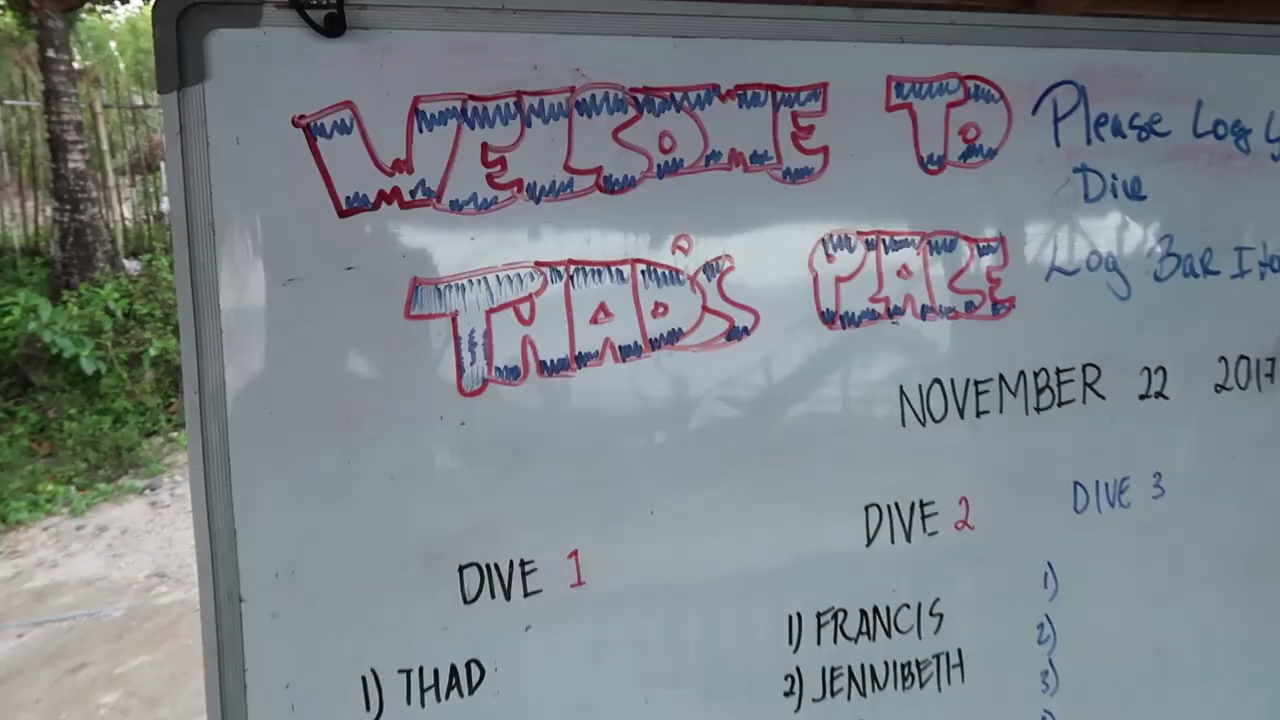 WELCOME TO
THAD'S PLACE
Please Log
Dive
Log Bar
NOVEMBER 22 2017
DIVE 1
1) THAD
DIVE 2
1) FRANCIS
2) JENNIBETH
DIVE 3
1)
2)
3)